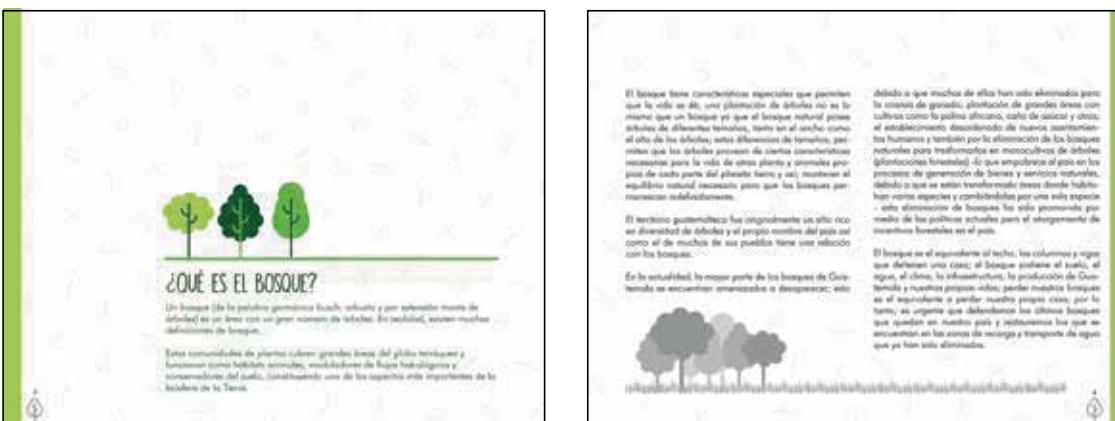 ¿QUÉ ES EL BOSQUE?
Un bosque (de la palabra germánica busch: arbusto y por extensión monte de
árboles) es un área con un gran número de árboles. En realidad, existen muchas
definiciones de bosque.
Estas comunidades de plantas cubren grandes áreas del globo terráqueo y
funcionan como hábitats animales, moduladores de flujos hidrológicos y
conservadores del suelo, constituyendo uno de los aspectos más importantes de la
biósfera de la Tierra.
El bosque tiene características especiales que permiten
que la vida se dé; una plantación de árboles no es lo
mismo que un bosque ya que el bosque natural posee
árboles de diferentes tamaños, tanto en el ancho como
el alto de los árboles; estas diferencias de tamaños, per-
miten que los árboles provean de ciertas características
necesarias para la vida de otras planta y animales pro-
pios de cada parte del planeta tierra y así; mantener el
equilibrio natural necesario para que los bosques per-
manezcan indefinidamente.
El territorio guatemalteco fue originalmente un sitio rico
en diversidad de árboles y el propio nombre del país así
como el de muchos de sus pueblos tiene una relación
con los bosques.
En la actualidad, la mayor parte de los bosques de Gua-
temala se encuentran amenazados a desaparecer; esto
debido a que muchos de ellos han sido eliminados para
la crianza de ganado; plantación de grandes áreas con
cultivos como la palma africana, caña de azúcar y otros;
el establecimiento desordenado de nuevos asentamien-
tos humanos y también por la eliminación de los bosques
naturales para trasformarlos en monocultivos de árboles
(plantaciones forestales) -lo que empobrece al país en los
procesos de generación de bienes y servicios naturales,
debido a que se están transformado áreas donde habita-
han varias especies y cambiándolas por una sola especie
- esta eliminación de bosques ha sido promovida por
medio de las políticas actuales para el otorgamiento de
incentivos forestales en el país.
El bosque es el equivalente al techo, las columnas y vigas
que detienen una casa; el bosque sostiene el suelo, el
agua, el clima, la infraestructura, la producción de Gua-
temala y nuestras propias vidas; perder nuestros bosques
es el equivalente a perder nuestra propia casa; por lo
tanto; es urgente que defendamos los últimos bosques
que quedan en nuestro país y restauremos los que se
encuentran en las zonas de recarga y transporte de agua
que ya han sido eliminados.